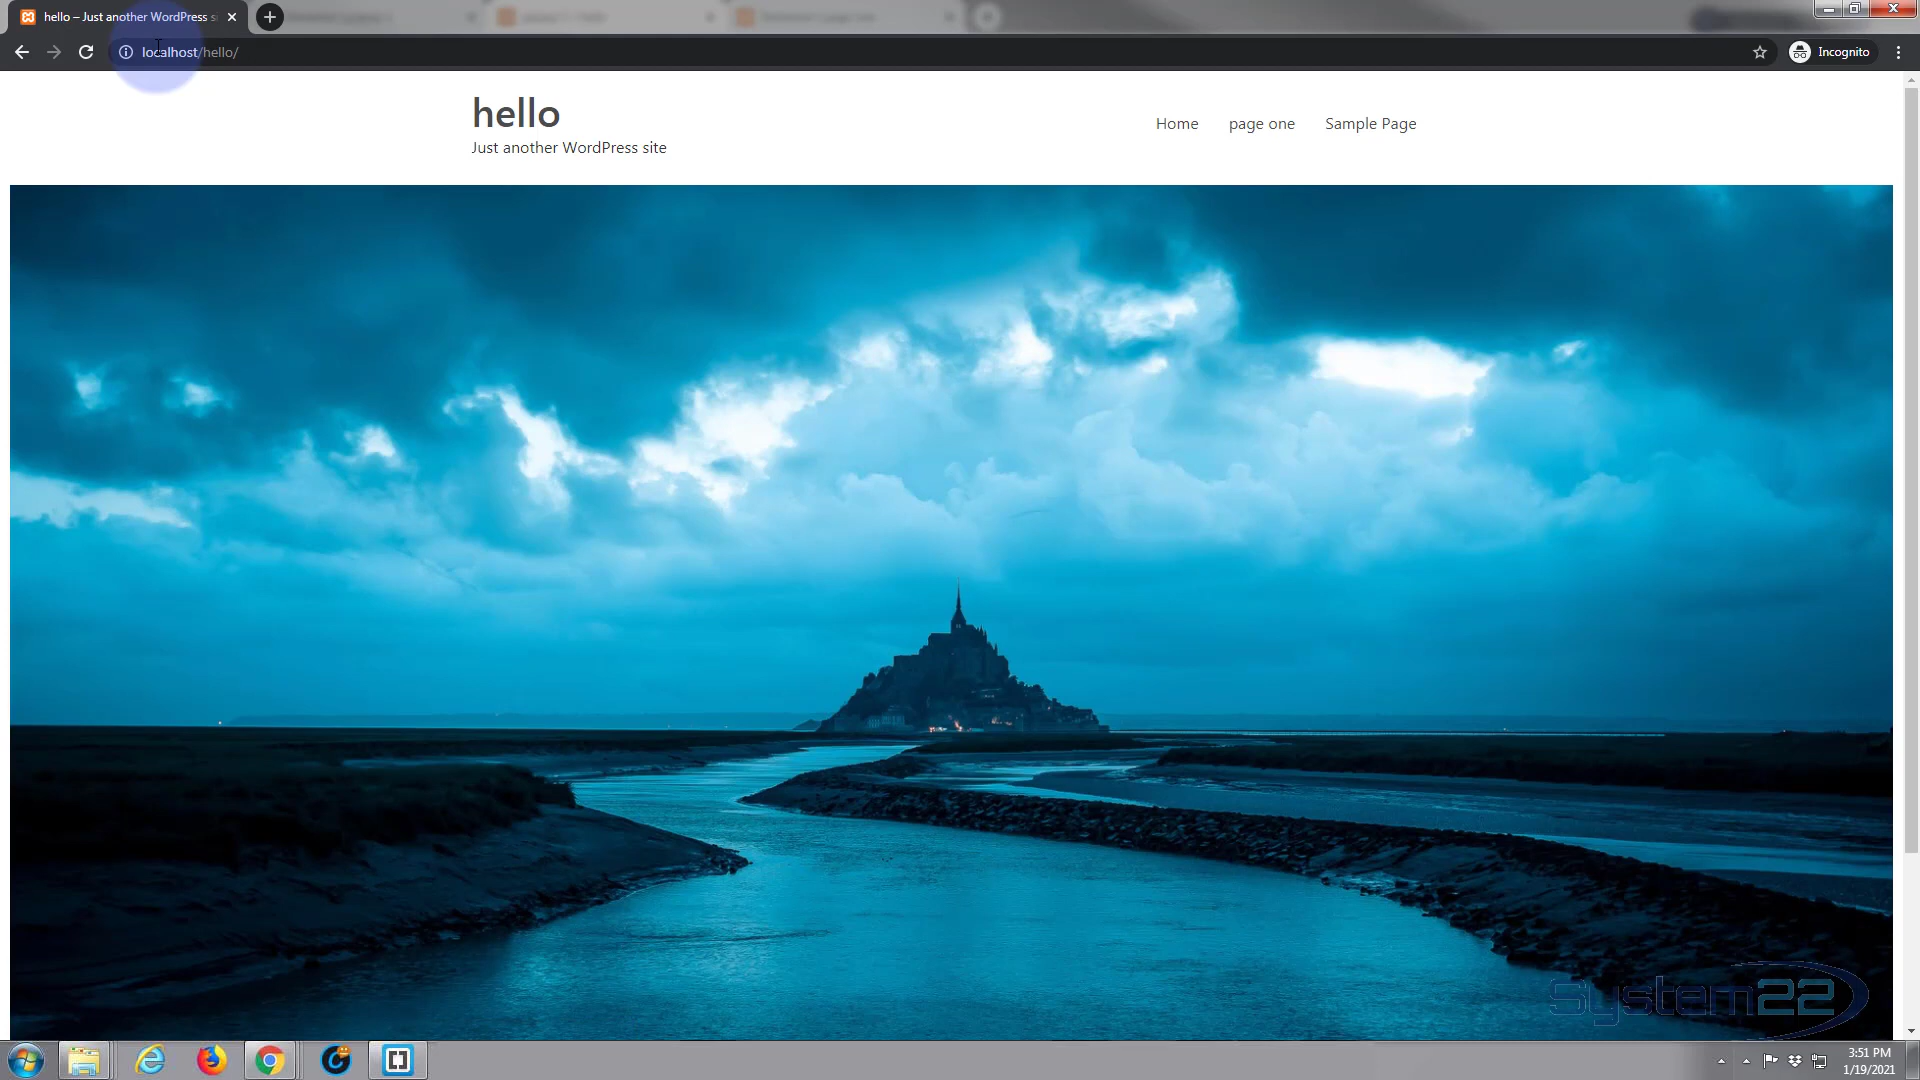 hello – Just another WordPress s
localhost/hello/
Incognito
hello
Just another WordPress site
Home
page one
Sample Page
System22
3:51 PM
1/19/2021